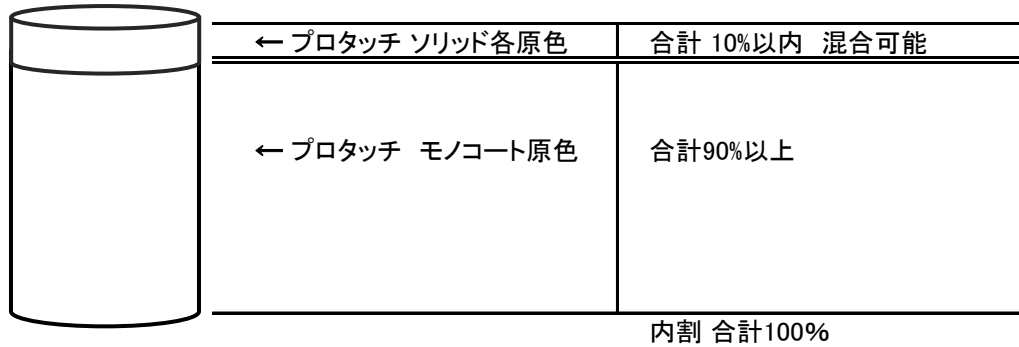 ← プロタッチ ソリッド各原色 合計 10%以内 混合可能
← プロタッチ モノコート原色 合計90%以上
内割 合計100%